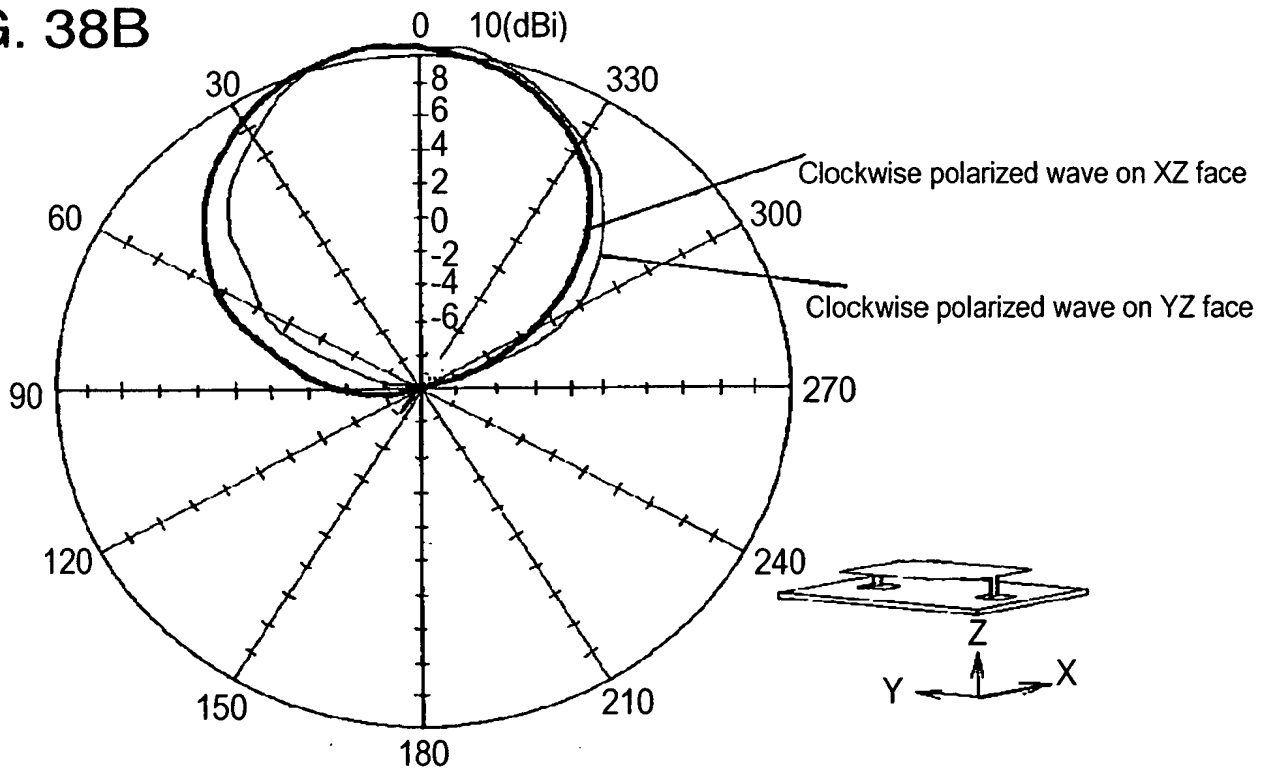 G. 38B
0 10(dBi)
30
330
8
6
4
2
0
-2
-4
-6
60
300
Clockwise polarized wave on XZ face
Clockwise polarized wave on YZ face
90
270
120
240
150
210
180
Z
Y
X